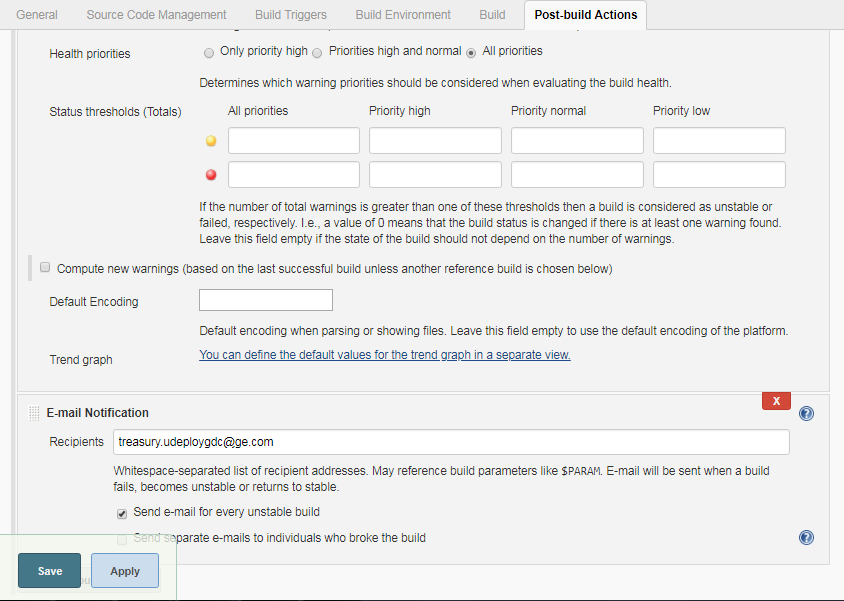 General Source Code Management Build Triggers Build Environment Build Post-build Actions
Health priorities Only priority high Priorities high and normal All priorities
Determines which warning priorities should be considered when evaluating the build health.
Status thresholds (Totals) All priorities Priority high Priority normal Priority low
If the number of total warnings is greater than one of these thresholds then a build is considered as unstable or
failed, respectively. I.e., a value of 0 means that the build status is changed if there is at least one warning found.
Leave this field empty if the state of the build should not depend on the number of warnings.
Compute new warnings (based on the last successful build unless another reference build is chosen below)
Default Encoding
Default encoding when parsing or showing files. Leave this field empty to use the default encoding of the platform.
Trend graph You can define the default values for the trend graph in a separate view.
X
E-mail Notification ?
Recipients treasury.udeploygdc@ge.com
Whitespace-separated list of recipient addresses. May reference build parameters like $PARAM. E-mail will be sent when a build
fails, becomes unstable or returns to stable.
Send e-mail for every unstable build
Send separate e-mails to individuals who broke the build ?
Save Apply